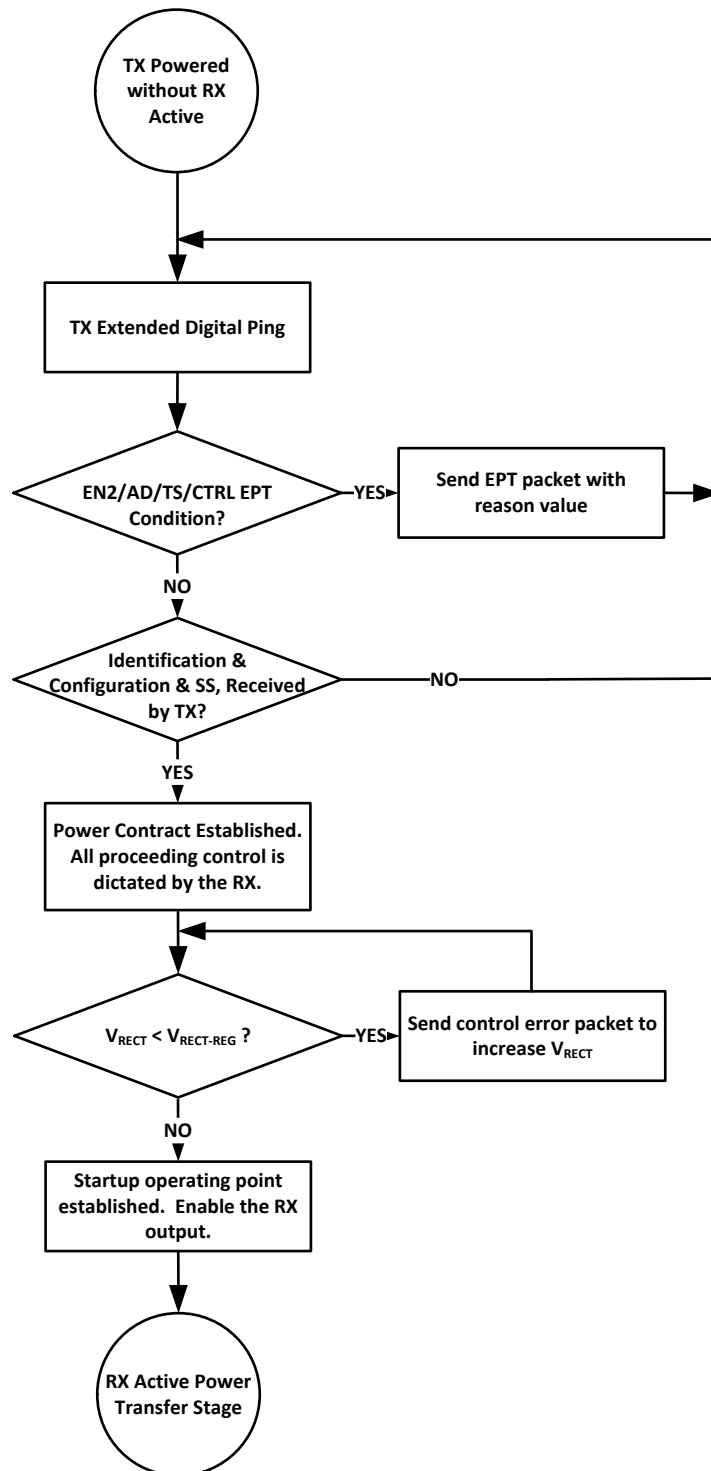 TX Powered
without RX
Active
TX Extended Digital Ping
EN2/AD/TS/CTRL EPT
Condition?
YES
Send EPT packet with
reason value
NO
Identification &
Configuration & SS, Received
by TX?
NO
YES
Power Contract Established.
All proceeding control is
dictated by the RX.
VRECT < VRECT-REG ?
YES
Send control error packet to
increase VRECT
NO
Startup operating point
established. Enable the RX
output.
RX Active Power
Transfer Stage